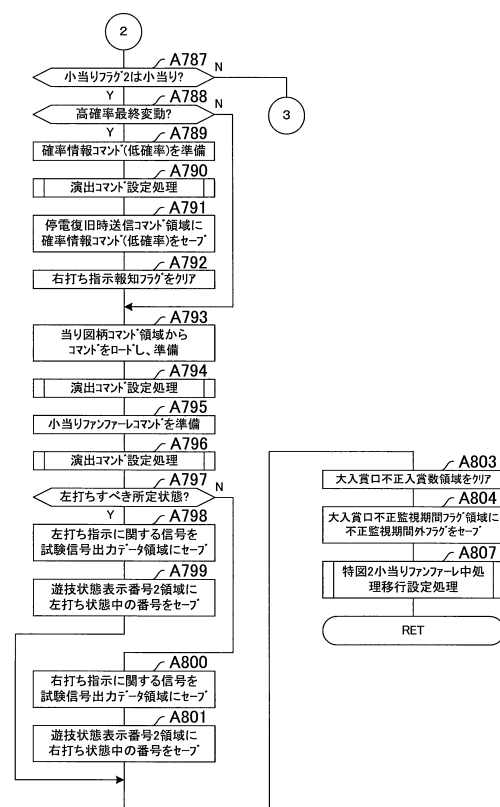 2
A787
小当りフラグ2は小当り?
N
3
Y
A788
高確率最終変動?
N
Y
A789
確率情報コマンド(低確率)を準備
A790
演出コマンド設定処理
A791
停電復旧時送信コマンド領域に
確率情報コマンド(低確率)をセーブ
A792
右打ち指示報知フラグをクリア
A793
当り図柄コマンド領域から
コマンドをロードし、準備
A794
演出コマンド設定処理
A795
小当りファンファーレコマンドを準備
A796
演出コマンド設定処理
A797
左打ちすべき所定状態?
N
Y
A798
左打ち指示に関する信号を
試験信号出力データ領域にセーブ
A799
遊技状態表示番号2領域に
左打ち状態中の番号をセーブ
A800
右打ち指示に関する信号を
試験信号出力データ領域にセーブ
A801
遊技状態表示番号2領域に
右打ち状態中の番号をセーブ
A803
大入賞口不正入賞数領域をクリア
A804
大入賞口不正監視期間フラグ領域に
不正監視期間外フラグをセーブ
A807
特図2小当りファンファーレ中処
理移行設定処理
RET